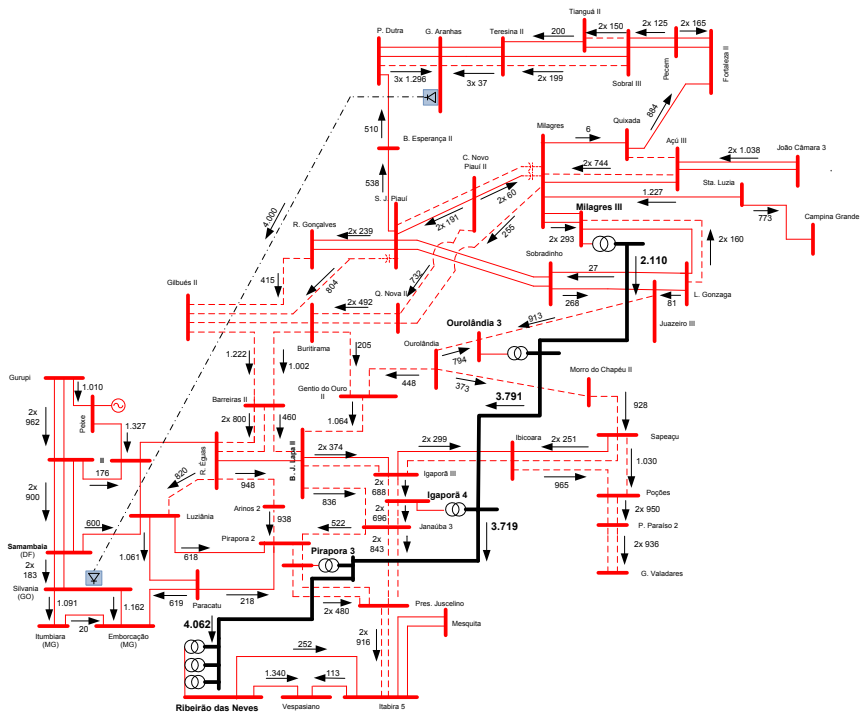 Tianguá II
P. Dutra
G. Aranhas
Teresina II
200
2x 150
2x 125
2x 165
Fortaleza II
Pecem
3x 1.296
3x 37
2x 199
Sobral III
884
510
B. Esperança II
Milagres
6
Quixada
Açú III
2x 1.038
João Câmara 3
538
C. Novo
Piauí II
2x 744
Sta. Luzia
4.000
S. J. Piauí
2x 60
1.227
R. Gonçalves
2x 239
2x 191
255
Milagres III
773
Campina Grande
2x 293
2x 160
Sobradinho
27
2.110
Gilbués II
415
804
732
268
81
L. Gonzaga
2x 492
Q. Nova II
Juazeiro III
Buritirama
Ourolândia 3
913
Ourolândia
794
1.222
1.002
205
Morro do Chapéu II
Gurupi
1.010
Barreiras II
Gentio do Ouro
II
448
373
3.791
928
2x
962
Peixe
1.327
2x 800
460
1.064
B. J. Lapa II
2x 374
2x 299
Ibicoara
2x 251
Sapeaçu
II
176
R. Éguas
820
948
Igaporã III
965
1.030
2x
900
2x
688
Igaporã 4
Poções
836
2x
696
2x 950
Luziânia
Arinos 2
938
522
Janaúba 3
3.719
P. Paraíso 2
600
Pirapora 2
2x
843
2x 936
Samambaia
(DF)
1.061
618
Pirapora 3
G. Valadares
2x
183
Silvania
(GO)
Paracatu
619
218
2x 480
Pres. Juscelino
1.091
1.162
Mesquita
20
4.062
Itumbiara
(MG)
Emborcação
(MG)
252
2x
916
1.340
113
Ribeirão das Neves
Vespasiano
Itabira 5